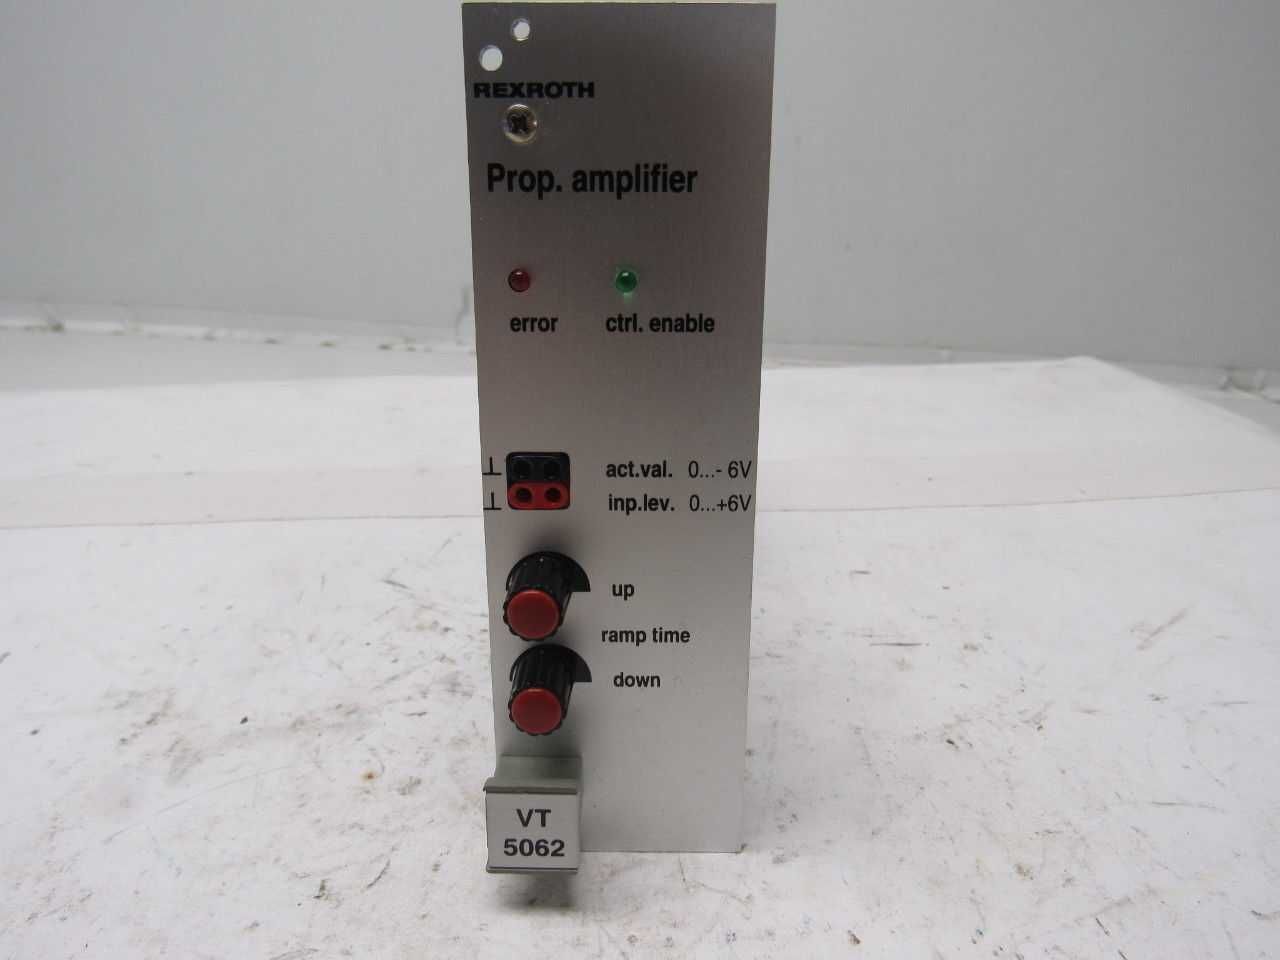 REXROTH
Prop. amplifier
error ctrl. enable
⊥ act.val. 0...- 6V
⊥ inp.lev. 0...+6V
up
ramp time
down
VT
5062